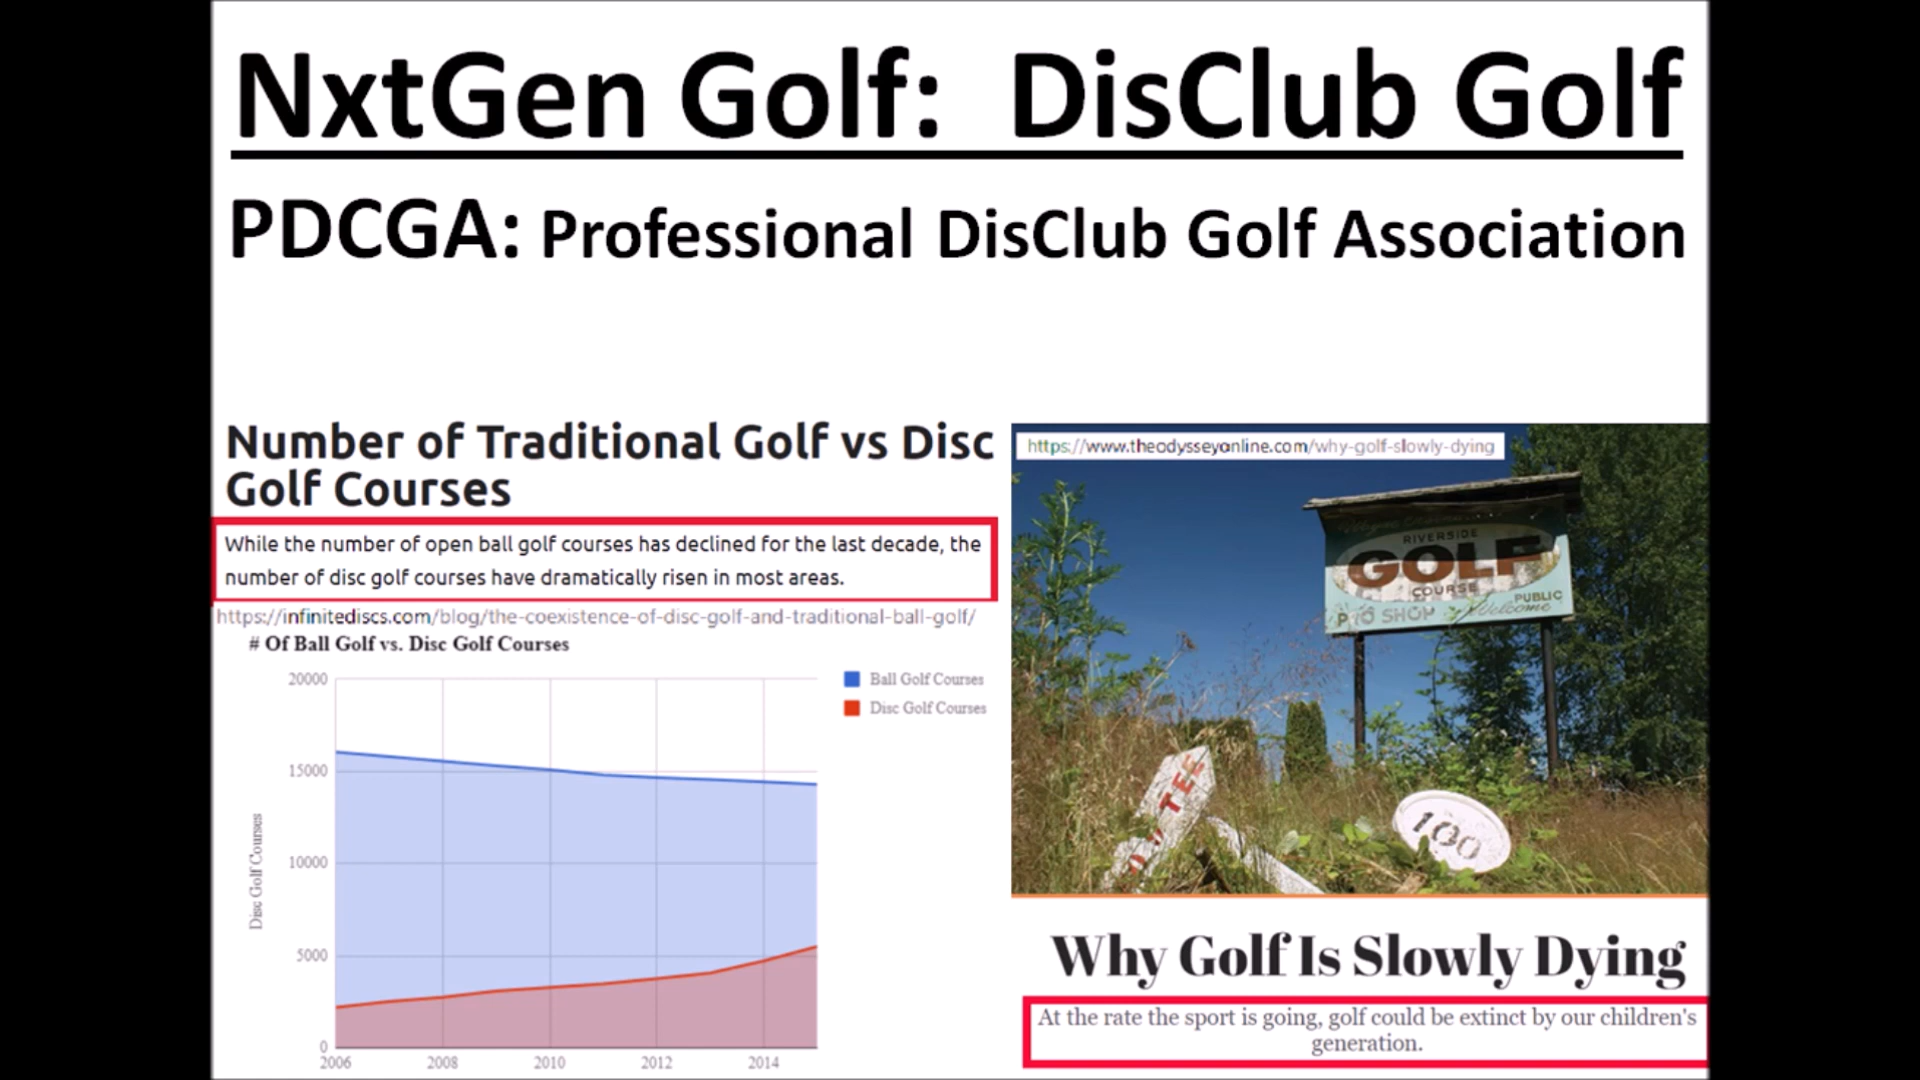 NxtGen Golf: DisClub Golf
PDCGA: Professional DisClub Golf Association
Number of Traditional Golf vs Disc
Golf Courses
While the number of open ball golf courses has declined for the last decade, the
number of disc golf courses have dramatically risen in most areas.
https://infinitediscs.com/blog/the-coexistence-of-disc-golf-and-traditional-ball-golf/
# Of Ball Golf vs. Disc Golf Courses
20000
15000
10000
5000
0
Disc Golf Courses
2006
2008
2010
2012
2014
Ball Golf Courses
Disc Golf Courses
https://www.theodysseyonline.com/why-golf-slowly-dying
RIVERSIDE
GOLF
COURSE
PUBLIC
PRO SHOP
Welcome
TEE
100
Why Golf Is Slowly Dying
At the rate the sport is going, golf could be extinct by our children's
generation.